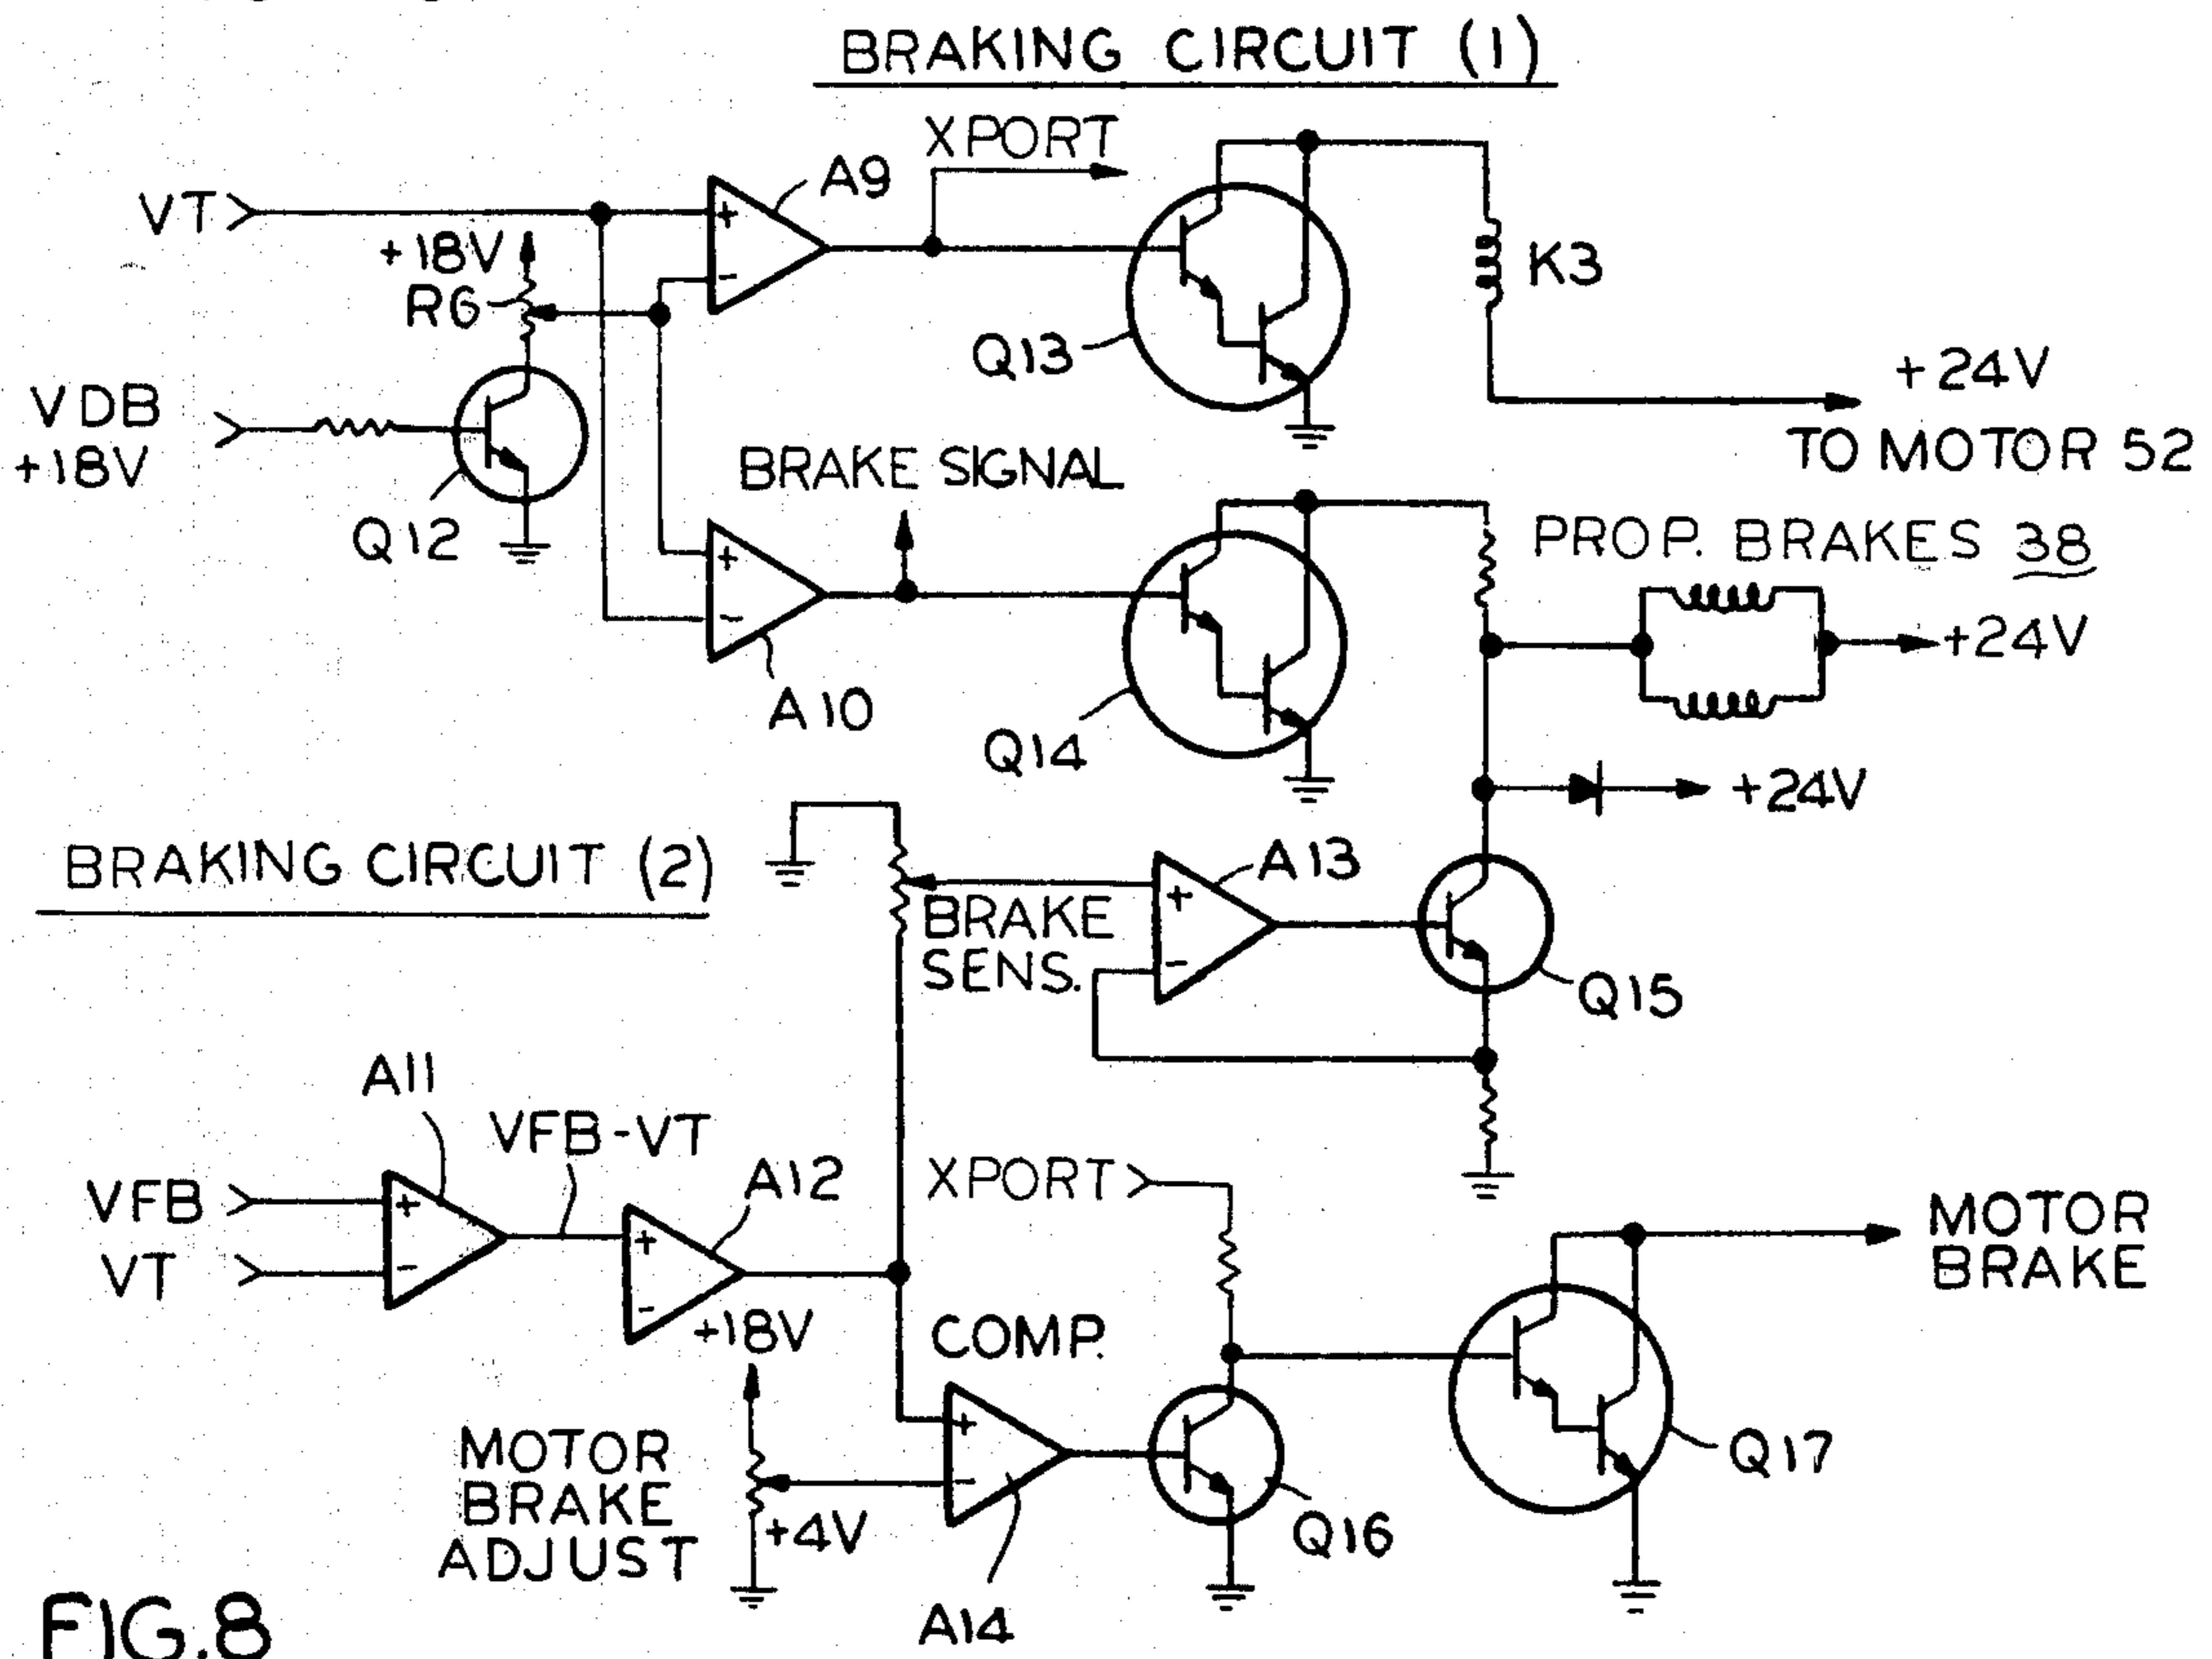 BRAKING CIRCUIT (1)
XPORT
A9
VT
+18V
R6
K3
Q13
+24V
TO MOTOR 52
VDB
+18V
BRAKE SIGNAL
Q12
PROP. BRAKES 38
+24V
A10
Q14
+24V
BRAKING CIRCUIT (2)
A13
BRAKE
SENS.
Q15
A11
VFB-VT
A12
XPORT
VFB
VT
MOTOR
BRAKE
+18V
COMP.
MOTOR
BRAKE
ADJUST
+4V
Q17
Q16
A14
FIG.8